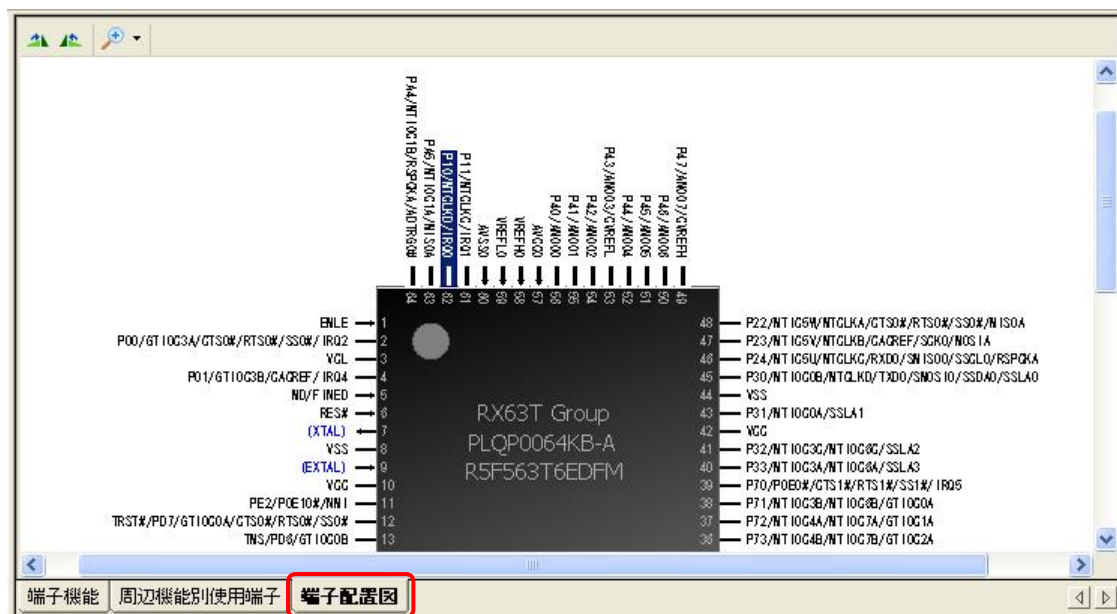 PA4/MTIOC1B/RSPCKA/ADTRG0#
PA5/MTIOC1A/MISOA
P10/MTCLKD/IRQ0
P11/MTCLKC/IRQ1
AVSS0
VREFL0
VREFH0
AVCC0
P40/AN000
P41/AN001
P42/AN002
P43/AN003/CVREFL
P44/AN004
P45/AN005
P46/AN006
P47/AN007/CVREFH
64 63 62 61 60 59 58 57 56 55 54 53 52 51 50 49
EMLE 1
P00/GTIOC3A/CTS0#/RTS0#/SS0#/IRQ2 2
VCL 3
P01/GTIOC3B/CACREF/IRQ4 4
MD/FINED 5
RES# 6
(XTAL) 7
VSS 8
(EXTAL) 9
VCC 10
PE2/POE10#/NMI 11
TRST#/PD7/GTIOC0A/CTS0#/RTS0#/SS0# 12
TMS/PD6/GTIOC0B 13
RX63T Group
PLQP0064KB-A
R5F563T6EDFM
48 P22/MTIC5W/MTCLKA/CTS0#/RTS0#/SS0#/MISOA
47 P23/MTIC5V/MTCLKB/CACREF/SCK0/MOSIA
46 P24/MTIC5U/MTCLKC/RXD0/SMISO0/SSCL0/RSPCKA
45 P30/MTIOC0B/MTCLKD/TXD0/SMOSI0/SSDA0/SSLA0
44 VSS
43 P31/MTIOC0A/SSLA1
42 VCC
41 P32/MTIOC3C/MTIOC6C/SSLA2
40 P33/MTIOC3A/MTIOC6A/SSLA3
39 P70/POE0#/CTS1#/RTS1#/SS1#/IRQ5
38 P71/MTIOC3B/MTIOC6B/GTIOC0A
37 P72/MTIOC4A/MTIOC7A/GTIOC1A
36 P73/MTIOC4B/MTIOC7B/GTIOC2A
端子機能 周辺機能別使用端子 端子配置図